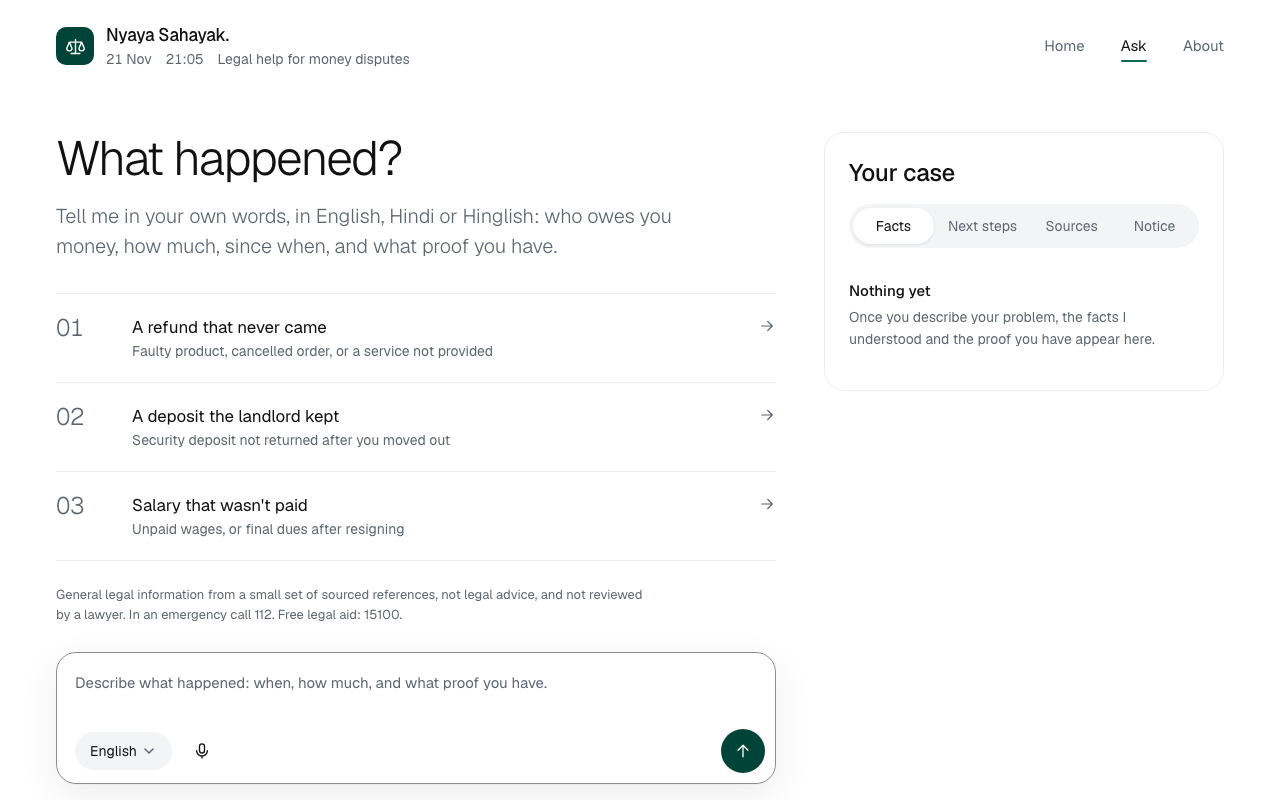 Nyaya Sahayak.
21 Nov 21:05 Legal help for money disputes
Home Ask About
What happened?
Tell me in your own words, in English, Hindi or Hinglish: who owes you
money, how much, since when, and what proof you have.
01 A refund that never came
Faulty product, cancelled order, or a service not provided
02 A deposit the landlord kept
Security deposit not returned after you moved out
03 Salary that wasn't paid
Unpaid wages, or final dues after resigning
General legal information from a small set of sourced references, not legal advice, and not reviewed
by a lawyer. In an emergency call 112. Free legal aid: 15100.
Describe what happened: when, how much, and what proof you have.
English
Your case
Facts Next steps Sources Notice
Nothing yet
Once you describe your problem, the facts I
understood and the proof you have appear here.